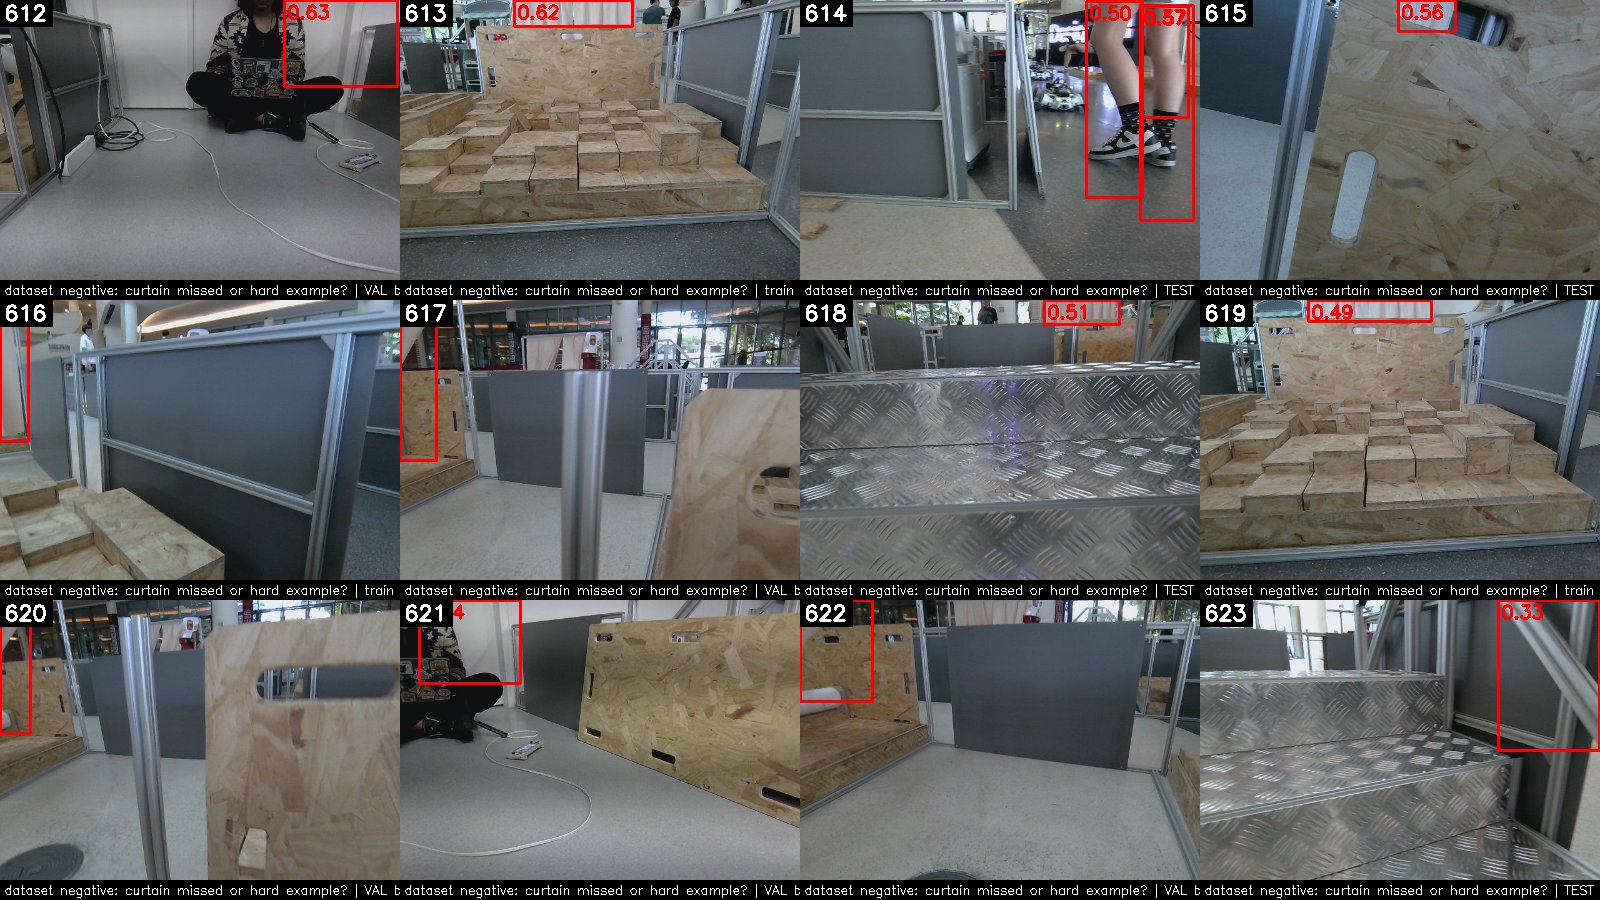 612 0.63
613 0.62
614 0.50 0.37
615 0.56
dataset negative: curtain missed or hard example? | VAL b
dataset negative: curtain missed or hard example? | train
dataset negative: curtain missed or hard example? | TEST
dataset negative: curtain missed or hard example? | TEST
616
617
618 0.51
619 0.49
dataset negative: curtain missed or hard example? | train
dataset negative: curtain missed or hard example? | VAL b
dataset negative: curtain missed or hard example? | TEST
dataset negative: curtain missed or hard example? | train
620
621 4
622
623 0.33
dataset negative: curtain missed or hard example? | VAL b
dataset negative: curtain missed or hard example? | VAL b
dataset negative: curtain missed or hard example? | VAL b
dataset negative: curtain missed or hard example? | TEST